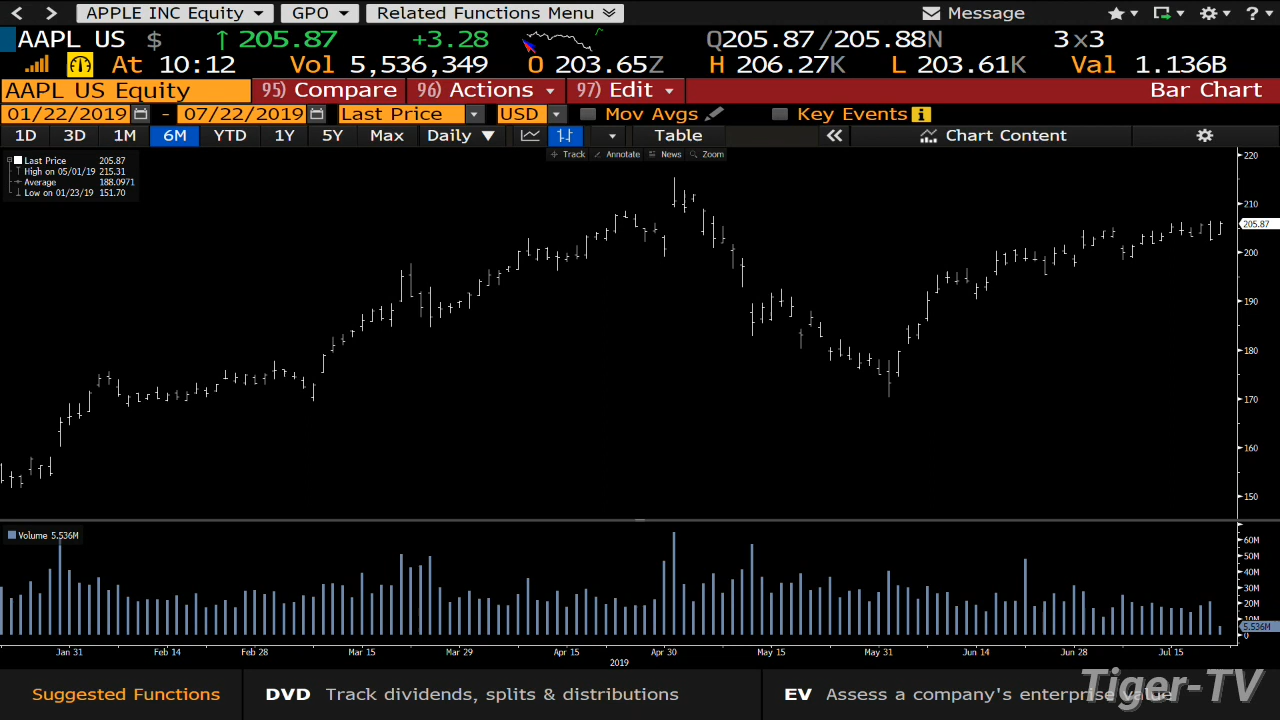 APPLE INC Equity GPO Related Functions Menu Message ?
AAPL US $ ↑ 205.87 +3.28 Q205.87/205.88N 3×3
At 10:12 Vol 5,536,349 O 203.65Z H 206.27K L 203.61K Val 1.136B
AAPL US Equity 95) Compare 96) Actions 97) Edit Bar Chart
01/22/2019 - 07/22/2019 Last Price USD Mov Avgs Key Events i
1D 3D 1M 6M YTD 1Y 5Y Max Daily ▼ Table Chart Content
Track Annotate News Zoom
Last Price 205.87
High on 05/01/19 215.31
Average 188.0971
Low on 01/23/19 151.70
220
210
205.87
200
190
180
170
160
150
Volume 5.536M
60M
50M
40M
30M
20M
10M
5.536M
0
Jan 31 Feb 14 Feb 28 Mar 15 Mar 29 Apr 15 Apr 30 May 15 May 31 Jun 14 Jun 28 Jul 15
2019
Suggested Functions DVD Track dividends, splits & distributions EV Assess a company's enterprise value
Tiger-TV